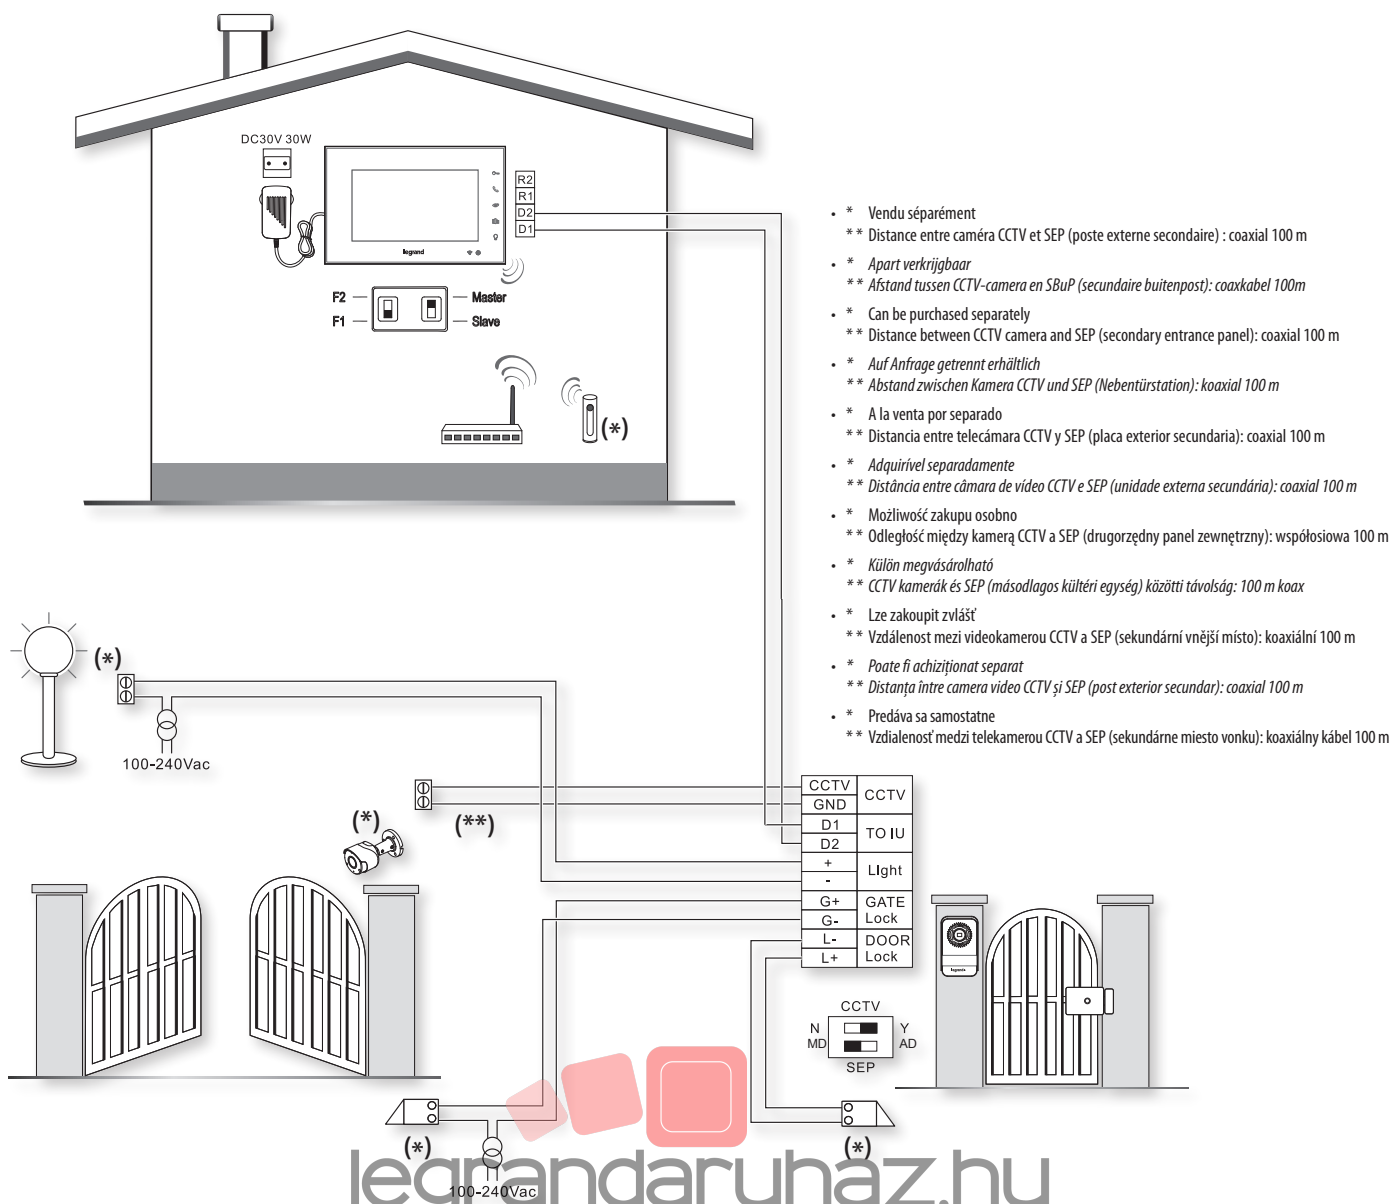 DC30V 30W
R2
R1
D2
D1
legrand
F2
Master
F1
Slave
(*)
• * Vendu séparément
** Distance entre caméra CCTV et SEP (poste externe secondaire) : coaxial 100 m
• * Apart verkrijgbaar
** Afstand tussen CCTV-camera en SBuP (secundaire buitenpost): coaxkabel 100m
• * Can be purchased separately
** Distance between CCTV camera and SEP (secondary entrance panel): coaxial 100 m
• * Auf Anfrage getrennt erhältlich
** Abstand zwischen Kamera CCTV und SEP (Nebentürstation): koaxial 100 m
• * A la venta por separado
** Distancia entre telecámara CCTV y SEP (placa exterior secundaria): coaxial 100 m
• * Adquirível separadamente
** Distância entre câmara de vídeo CCTV e SEP (unidade externa secundária): coaxial 100 m
• * Możliwość zakupu osobno
** Odległość między kamerą CCTV a SEP (drugorzędny panel zewnętrzny): współosiowa 100 m
• * Külön megvásárolható
** CCTV kamerák és SEP (másodlagos kültéri egység) közötti távolság: 100 m koax
• * Lze zakoupit zvlášť
** Vzdálenost mezi videokamerou CCTV a SEP (sekundární vnější místo): koaxiální 100 m
• * Poate fi achiziționat separat
** Distanța între camera video CCTV și SEP (post exterior secundar): coaxial 100 m
• * Predáva sa samostatne
** Vzdialenosť medzi telekamerou CCTV a SEP (sekundárne miesto vonku): koaxiálny kábel 100 m
(*)
100-240Vac
(*)
(**)
CCTV
GND
CCTV
D1
D2
TO IU
+
-
Light
G+
G-
GATE
Lock
L-
L+
DOOR
Lock
legrand
CCTV
N
Y
MD
AD
SEP
(*)
(*)
100-240Vac
legrandaruhaz.hu